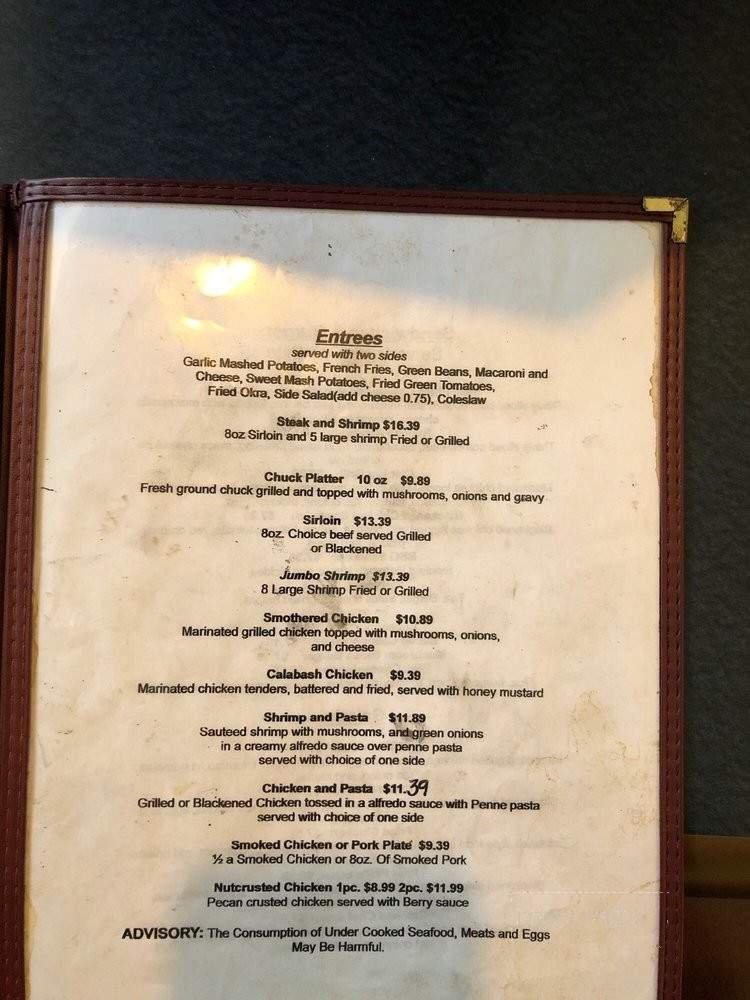 Entrees
served with two sides
Garlic Mashed Potatoes, French Fries, Green Beans, Macaroni and
Cheese, Sweet Mash Potatoes, Fried Green Tomatoes,
Fried Okra, Side Salad(add cheese 0.75), Coleslaw
Steak and Shrimp $16.39
8oz Sirloin and 5 large shrimp Fried or Grilled
Chuck Platter 10 oz $9.89
Fresh ground chuck grilled and topped with mushrooms, onions and gravy
Sirloin $13.39
8oz. Choice beef served Grilled
or Blackened
Jumbo Shrimp $13.39
8 Large Shrimp Fried or Grilled
Smothered Chicken $10.89
Marinated grilled chicken topped with mushrooms, onions,
and cheese
Calabash Chicken $9.39
Marinated chicken tenders, battered and fried, served with honey mustard
Shrimp and Pasta $11.89
Sauteed shrimp with mushrooms, and green onions
in a creamy alfredo sauce over penne pasta
served with choice of one side
Chicken and Pasta $11.39
Grilled or Blackened Chicken tossed in a alfredo sauce with Penne pasta
served with choice of one side
Smoked Chicken or Pork Plate $9.39
½ a Smoked Chicken or 8oz. Of Smoked Pork
Nutcrusted Chicken 1pc. $8.99 2pc. $11.99
Pecan crusted chicken served with Berry sauce
ADVISORY: The Consumption of Under Cooked Seafood, Meats and Eggs
May Be Harmful.